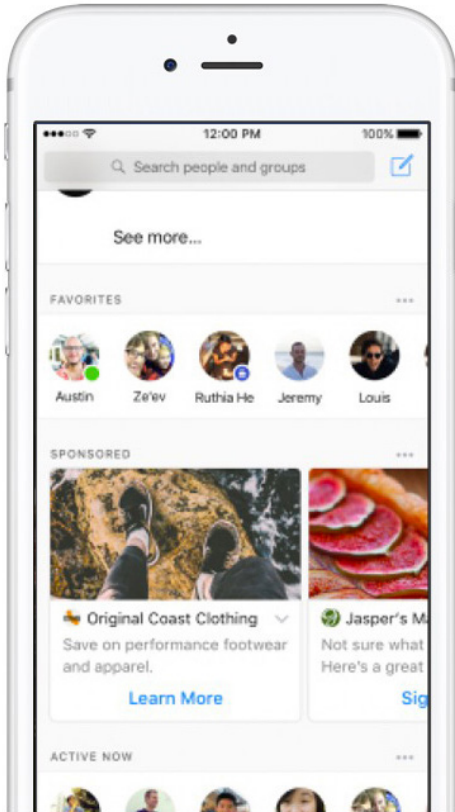 12:00 PM
100%
Search people and groups
See more...
FAVORITES
Austin
Ze'ev
Ruthia He
Jeremy
Louis
SPONSORED
Original Coast Clothing
Save on performance footwear
and apparel.
Learn More
Jasper's
Not sure what
Here's a great
ACTIVE NOW